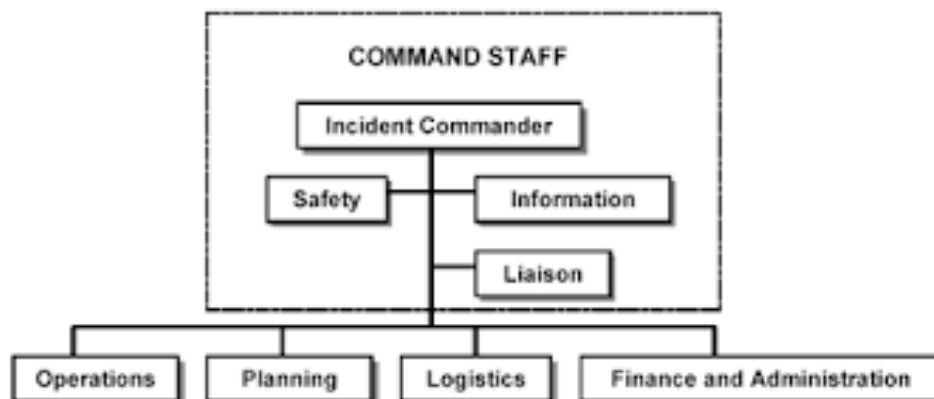 COMMAND STAFF
Incident Commander
Safety
Information
Liaison
Operations
Planning
Logistics
Finance and Administration